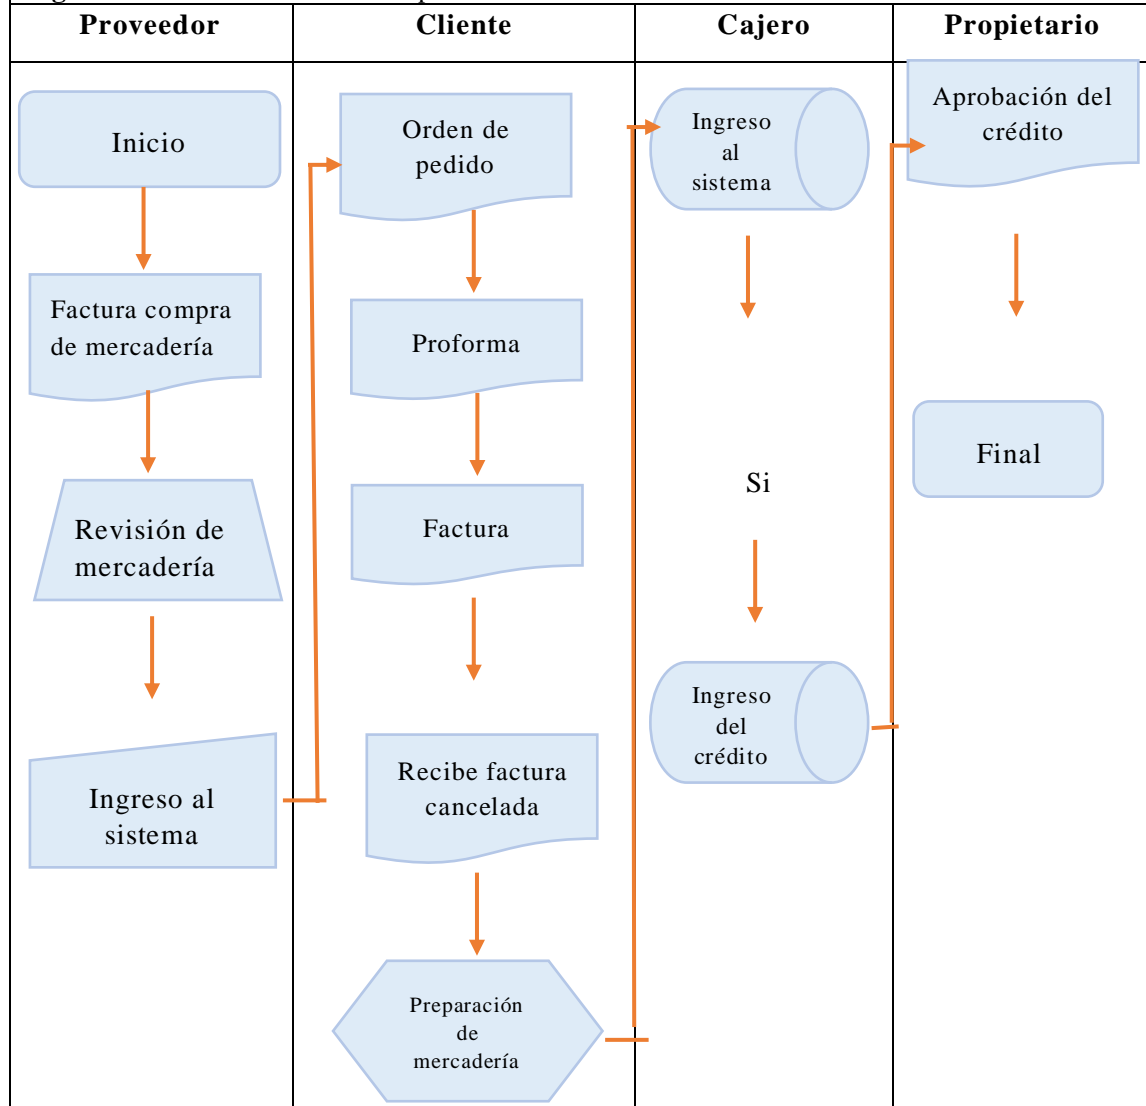 Proveedor
Cliente
Cajero
Propietario
Inicio
Factura compra
de mercadería
Revisión de
mercadería
Ingreso al
sistema
Orden de
pedido
Proforma
Factura
Recibe factura
cancelada
Preparación
de
mercadería
Ingreso
al
sistema
Si
Ingreso
del
crédito
Aprobación del
crédito
Final